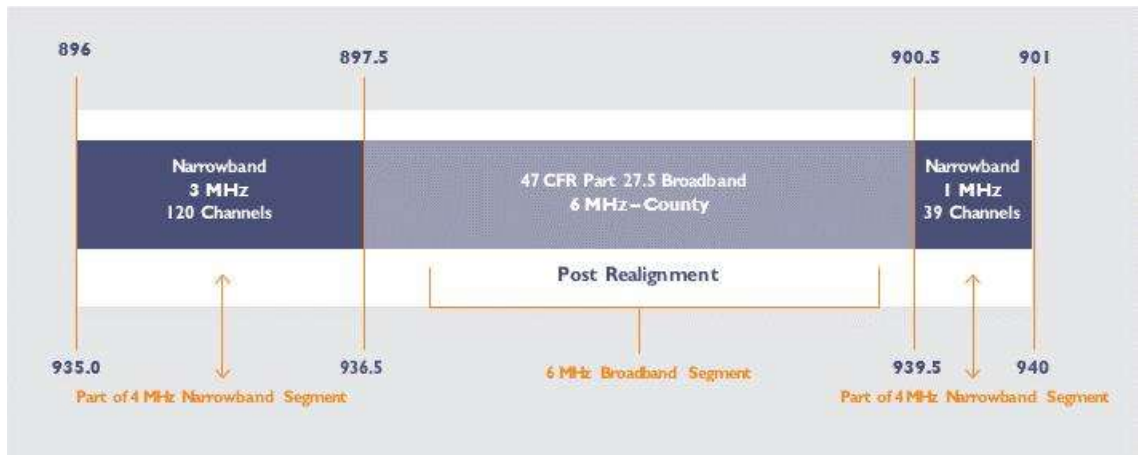 896
897.5
900.5
901
Narrowband
3 MHz
120 Channels
47 CFR Part 27.5 Broadband
6 MHz – County
Narrowband
1 MHz
39 Channels
Post Realignment
935.0
936.5
6 MHz Broadband Segment
939.5
940
Part of 4 MHz Narrowband Segment
Part of 4 MHz Narrowband Segment